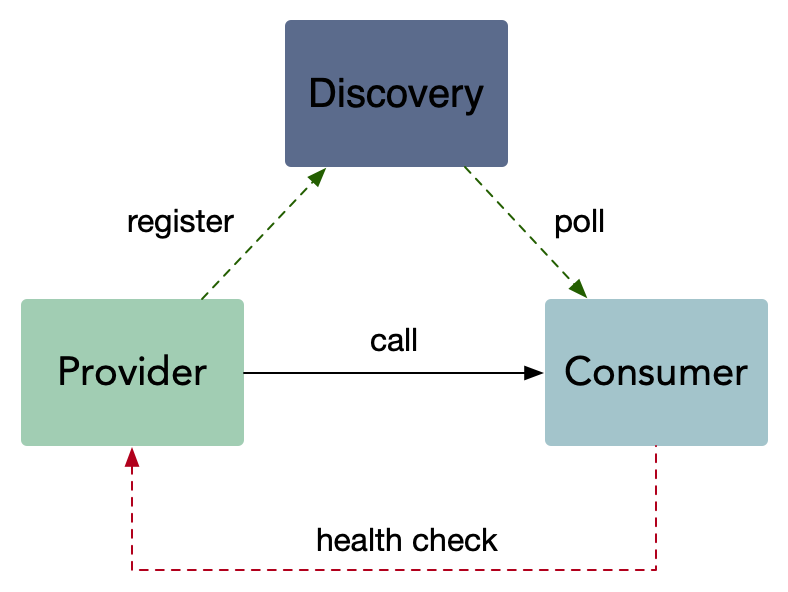 Discovery
register
poll
call
Provider
Consumer
health check